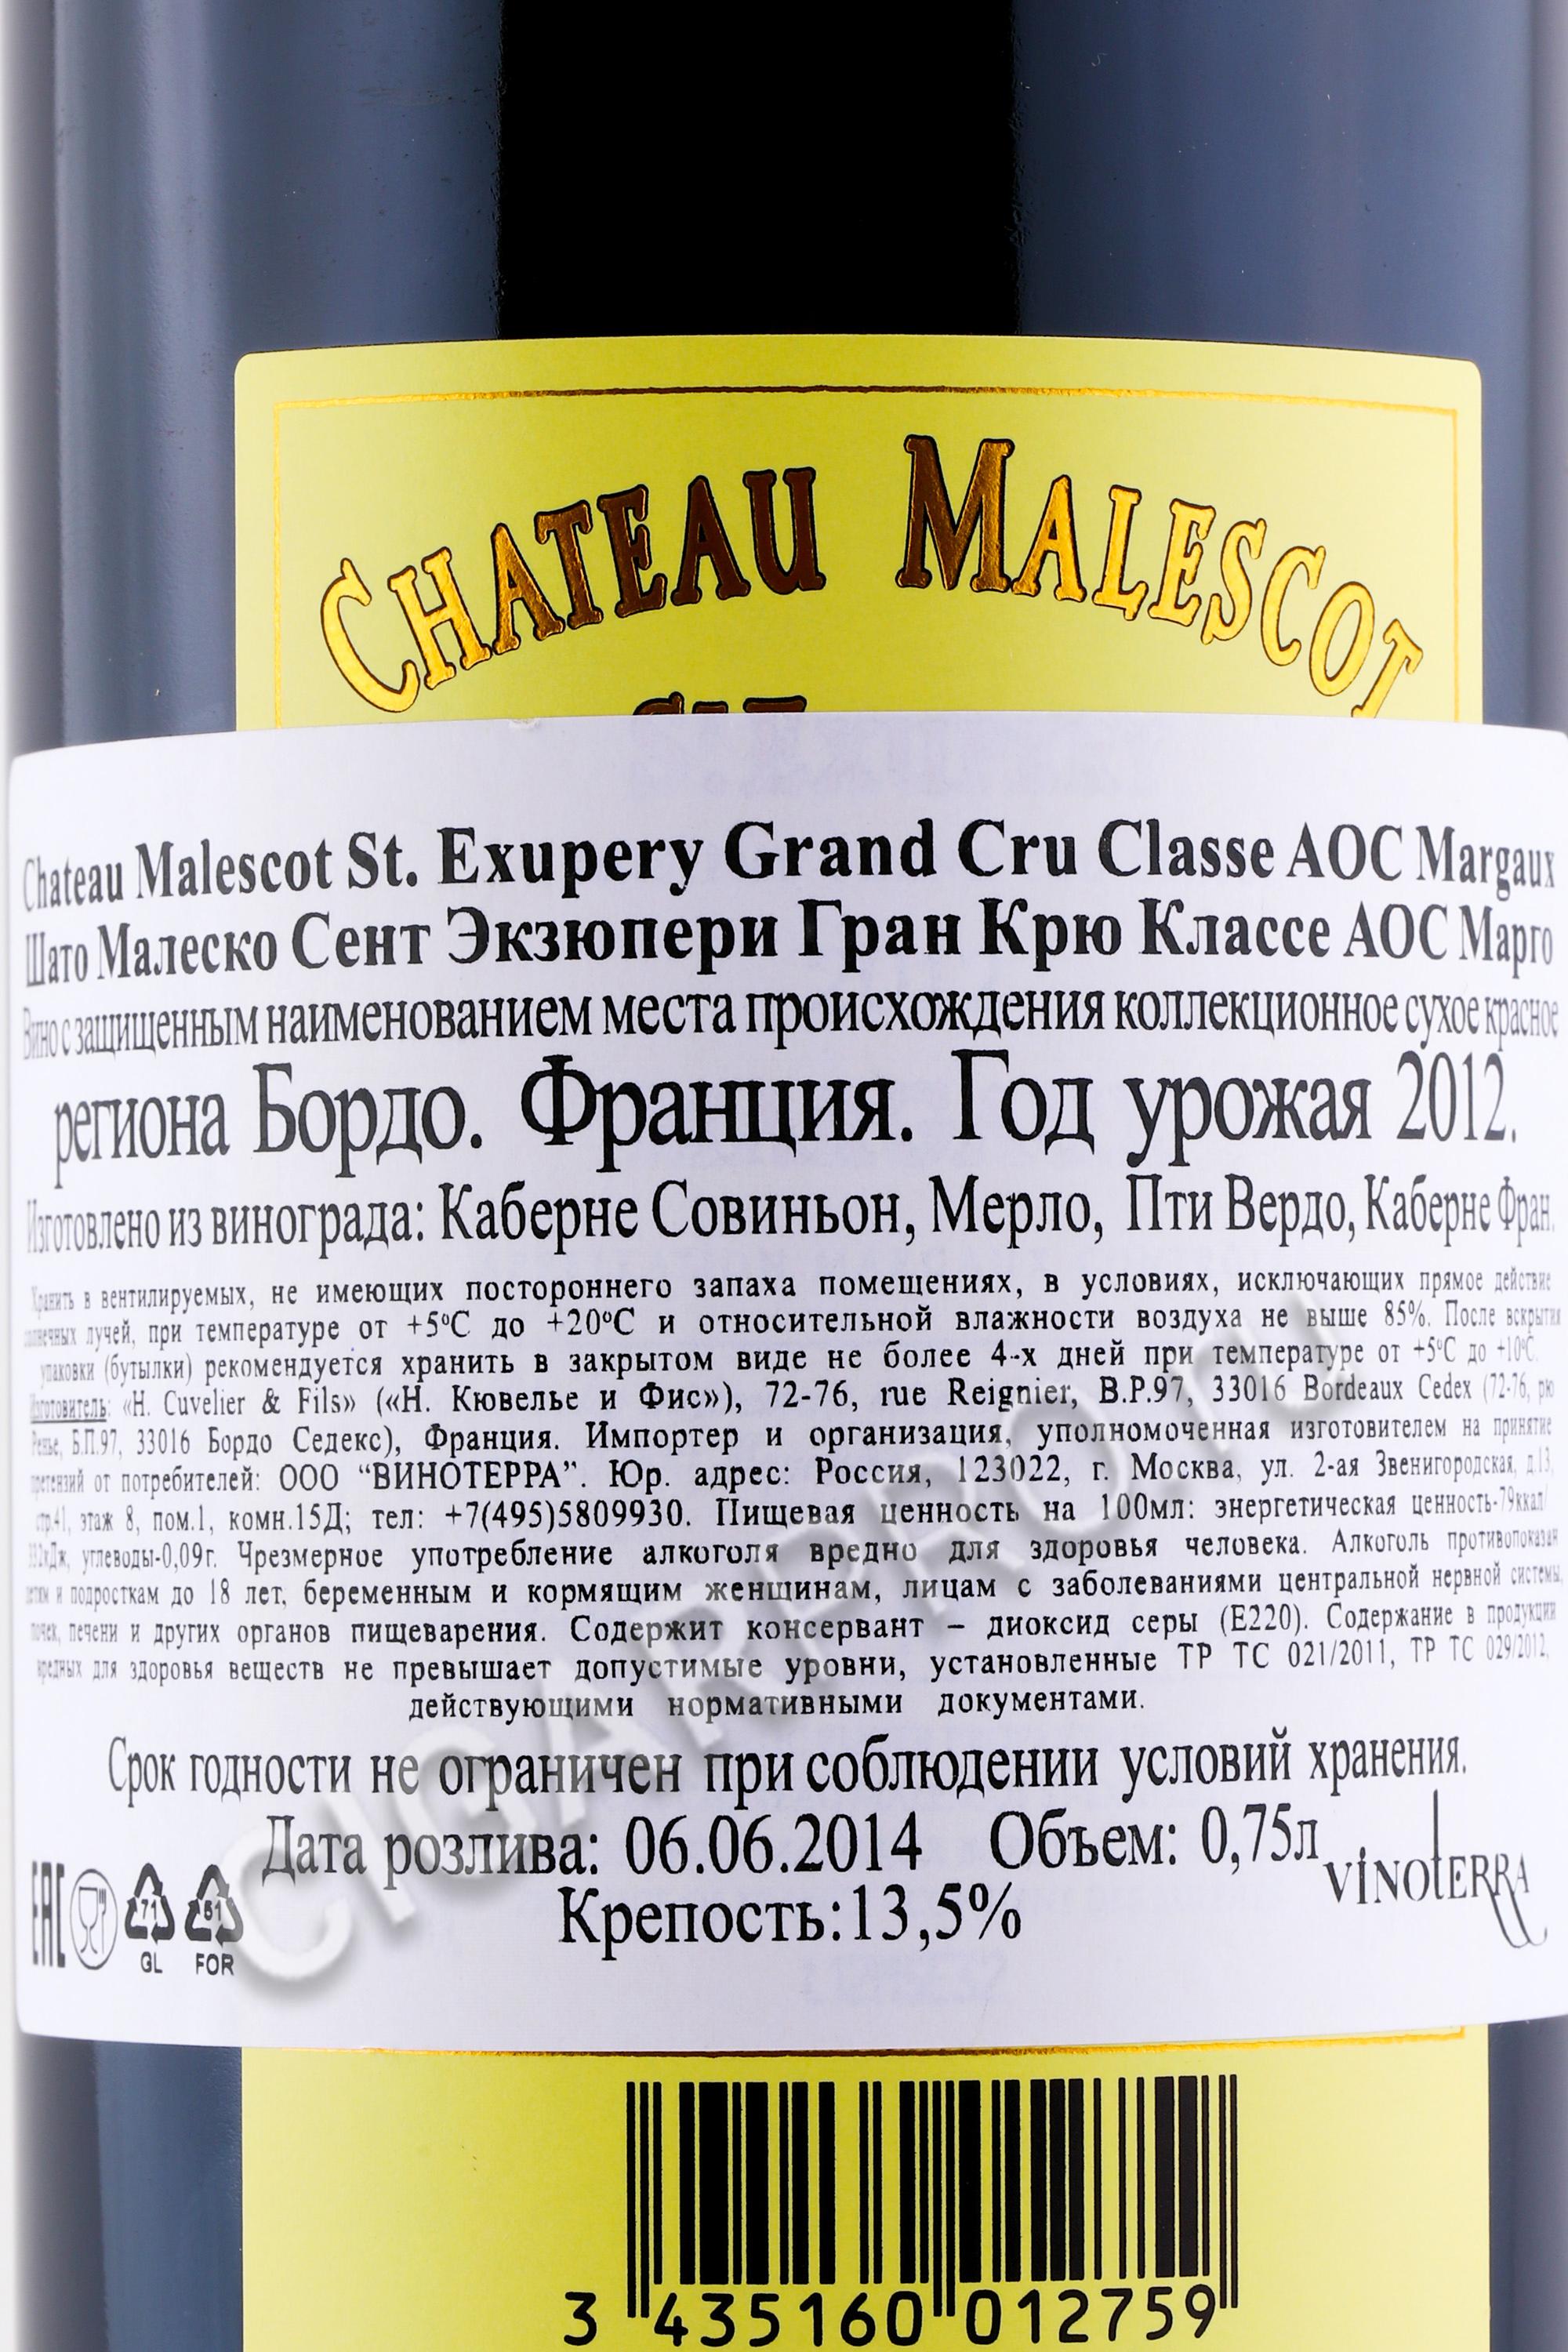 CHATEAU MALESCOT
Chateau Malescot St. Exupery Grand Cru Classe AOC Margaux
Шато Малеско Сент Экзюпери Гран Крю Классе АОС Марго
Вино с защищенным наименованием места происхождения коллекционное сухое красное
региона Бордо. Франция. Год урожая 2012.
Изготовлено из винограда: Каберне Совиньон, Мерло, Пти Вердо, Каберне Фран.
Хранить в вентилируемых, не имеющих постороннего запаха помещениях, в условиях, исключающих прямое действие
солнечных лучей, при температуре от +5ºС до +20ºС и относительной влажности воздуха не выше 85%. После вскрытия
упаковки (бутылки) рекомендуется хранить в закрытом виде не более 4-х дней при температуре от +5ºС до +10ºС.
Изготовитель: «H. Cuvelier & Fils» («Н. Кювелье и Фис»), 72-76, rue Reignier, B.P.97, 33016 Bordeaux Cedex (72-76, рю
Ренье, Б.П.97, 33016 Бордо Седекс), Франция. Импортер и организация, уполномоченная изготовителем на принятие
претензий от потребителей: ООО “ВИНОТЕРРА”. Юр. адрес: Россия, 123022, г. Москва, ул. 2-ая Звенигородская, д.13,
стр.41, этаж 8, пом.1, комн.15Д; тел: +7(495)5809930. Пищевая ценность на 100мл: энергетическая ценность-79ккал/
углеводы-0,09г. Чрезмерное употребление алкоголя вредно для здоровья человека. Алкоголь противопоказан
детям и подросткам до 18 лет, беременным и кормящим женщинам, лицам с заболеваниями центральной нервной системы,
почек, печени и других органов пищеварения. Содержит консервант – диоксид серы (Е220). Содержание в продукции
вредных для здоровья веществ не превышает допустимые уровни, установленные ТР ТС 021/2011, ТР ТС 029/2012,
действующими нормативными документами.
Срок годности не ограничен при соблюдении условий хранения.
Дата розлива: 06.06.2014 Объем: 0,75л
VINOTERRA
Крепость:13,5%
EAC
71
GL
51
FOR
CIGARPRO.RU
3 435160 012759